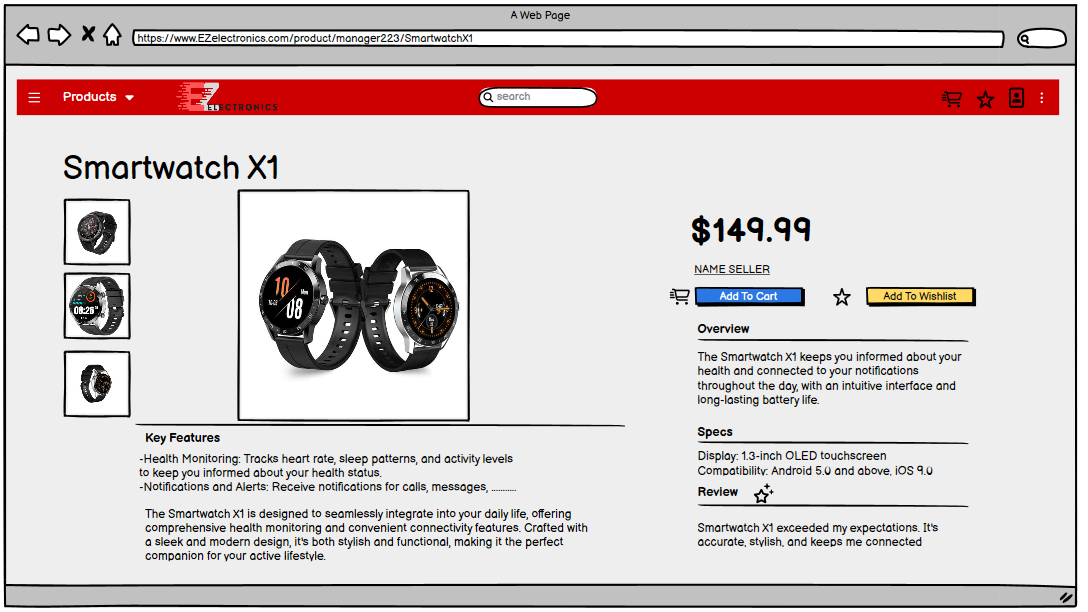 A Web Page
https://www.EZelectronics.com/product/manager223/SmartwatchX1
Products
EZ
ELECTRONICS
search
Smartwatch X1
$149.99
NAME SELLER
Add To Cart
Add To Wishlist
Overview
The Smartwatch X1 keeps you informed about your
health and connected to your notifications
throughout the day, with an intuitive interface and
long-lasting battery life.
Specs
Display: 1.3-inch OLED touchscreen
Compatibility: Android 5.0 and above, iOS 9.0
Review
Smartwatch X1 exceeded my expectations. It's
accurate, stylish, and keeps me connected
10
08
08:26
Key Features
-Health Monitoring: Tracks heart rate, sleep patterns, and activity levels
to keep you informed about your health status.
-Notifications and Alerts: Receive notifications for calls, messages, ...........
The Smartwatch X1 is designed to seamlessly integrate into your daily life, offering
comprehensive health monitoring and convenient connectivity features. Crafted with
a sleek and modern design, it's both stylish and functional, making it the perfect
companion for your active lifestyle.